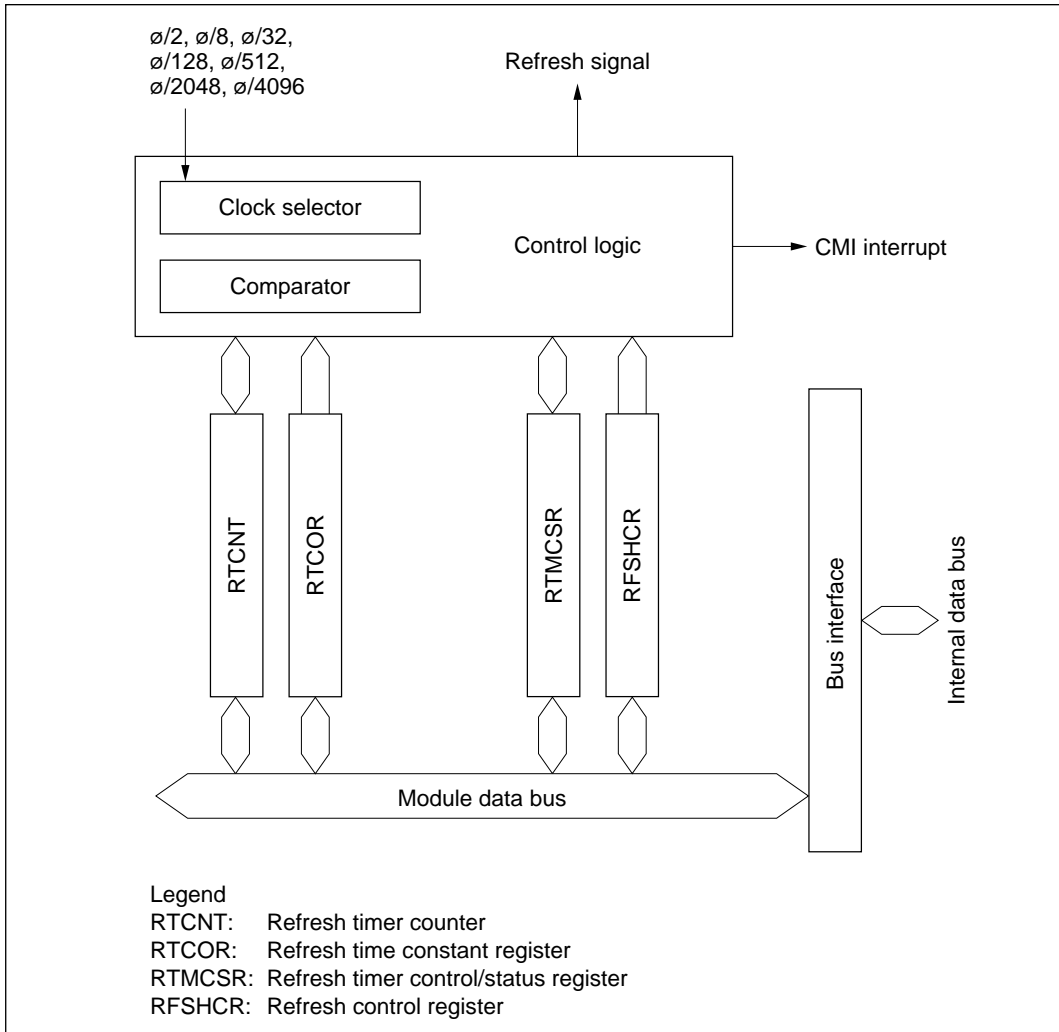 ø/2, ø/8, ø/32,
ø/128, ø/512,
ø/2048, ø/4096
Refresh signal
Clock selector
Control logic
CMI interrupt
Comparator
RTCNT
RTCOR
RTMCSR
RFSHCR
Bus interface
Internal data bus
Module data bus
Legend
RTCNT: Refresh timer counter
RTCOR: Refresh time constant register
RTMCSR: Refresh timer control/status register
RFSHCR: Refresh control register